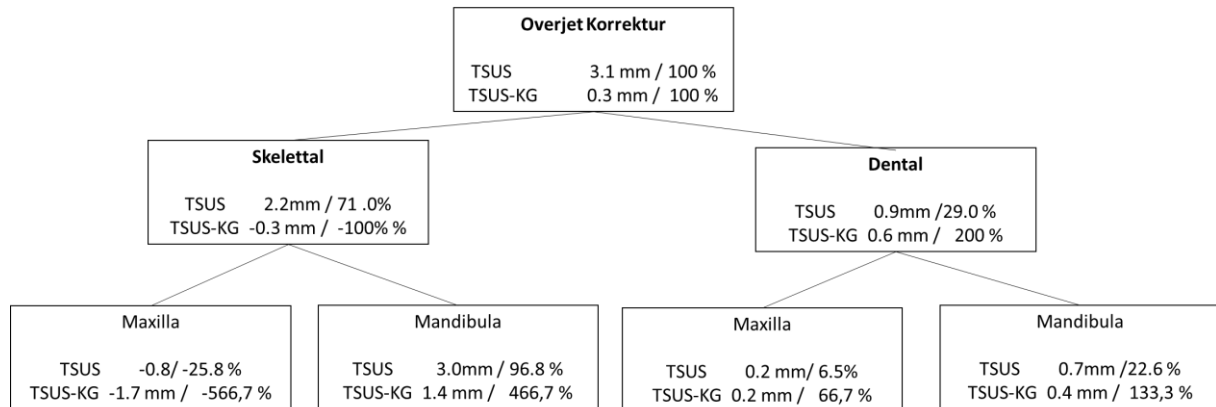 Overjet Korrektur
TSUS 3.1 mm / 100 %
TSUS-KG 0.3 mm / 100 %
Skelettal
TSUS 2.2mm / 71 .0%
TSUS-KG -0.3 mm / -100% %
Dental
TSUS 0.9mm /29.0 %
TSUS-KG 0.6 mm / 200 %
Maxilla
TSUS -0.8/ -25.8 %
TSUS-KG -1.7 mm / -566,7 %
Mandibula
TSUS 3.0mm / 96.8 %
TSUS-KG 1.4 mm / 466,7 %
Maxilla
TSUS 0.2 mm/ 6.5%
TSUS-KG 0.2 mm / 66,7 %
Mandibula
TSUS 0.7mm /22.6 %
TSUS-KG 0.4 mm / 133,3 %